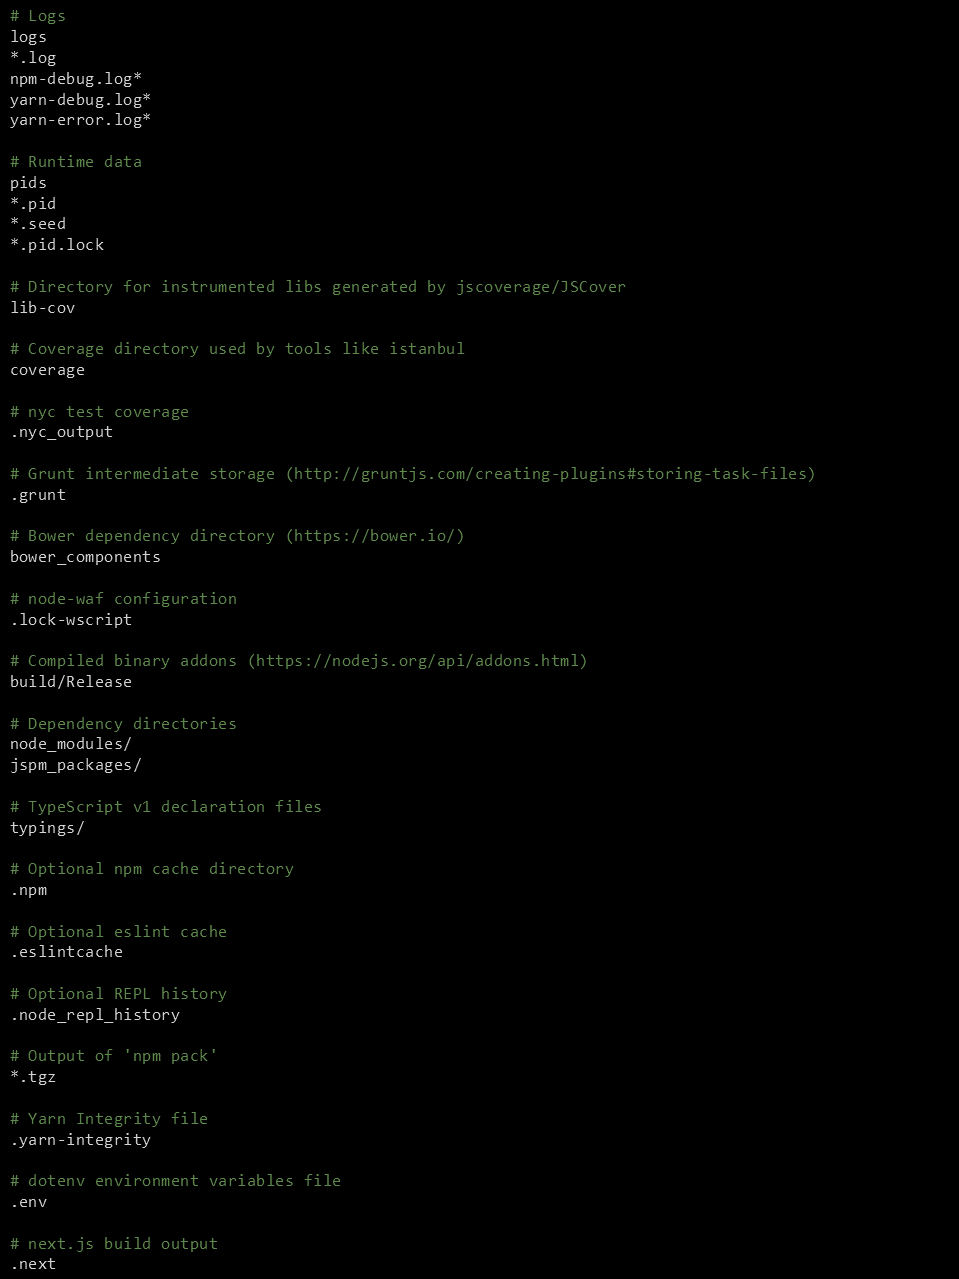 # Logs
logs
*.log
npm-debug.log*
yarn-debug.log*
yarn-error.log*

# Runtime data
pids
*.pid
*.seed
*.pid.lock

# Directory for instrumented libs generated by jscoverage/JSCover
lib-cov

# Coverage directory used by tools like istanbul
coverage

# nyc test coverage
.nyc_output

# Grunt intermediate storage (http://gruntjs.com/creating-plugins#storing-task-files)
.grunt

# Bower dependency directory (https://bower.io/)
bower_components

# node-waf configuration
.lock-wscript

# Compiled binary addons (https://nodejs.org/api/addons.html)
build/Release

# Dependency directories
node_modules/
jspm_packages/

# TypeScript v1 declaration files
typings/

# Optional npm cache directory
.npm

# Optional eslint cache
.eslintcache

# Optional REPL history
.node_repl_history

# Output of 'npm pack'
*.tgz

# Yarn Integrity file
.yarn-integrity

# dotenv environment variables file
.env

# next.js build output
.next